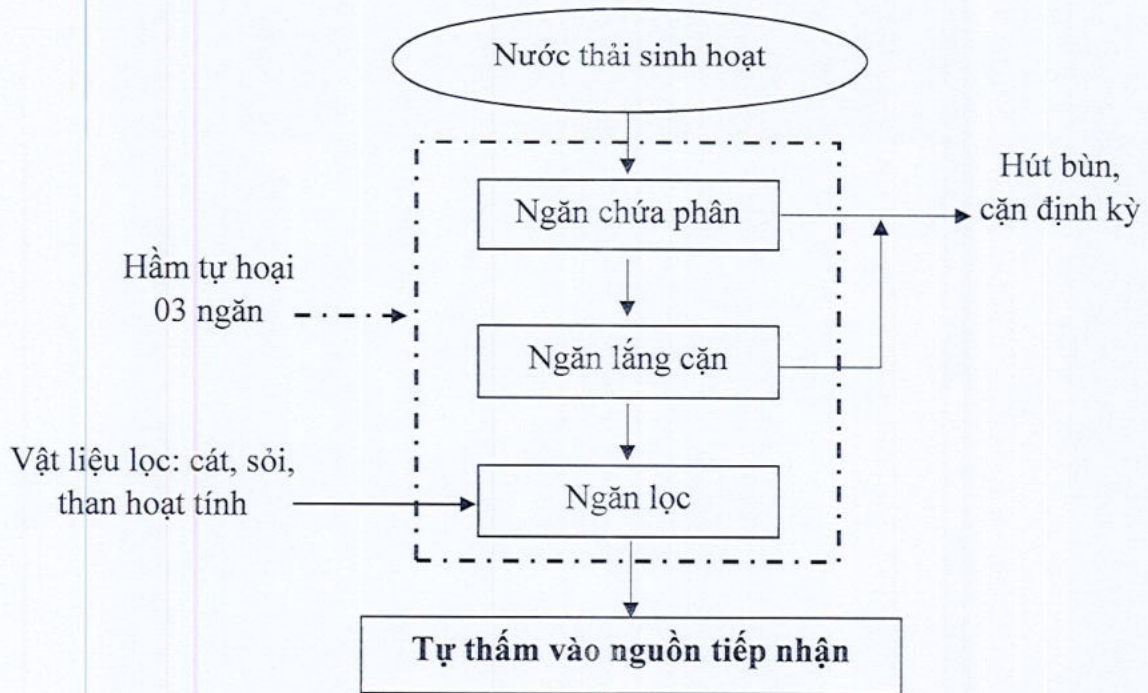 Nước thải sinh hoạt
Ngăn chứa phân
Hút bùn,
cặn định kỳ
Hầm tự hoại
03 ngăn
Ngăn lắng cặn
Vật liệu lọc: cát, sỏi,
than hoạt tính
Ngăn lọc
Tự thấm vào nguồn tiếp nhận